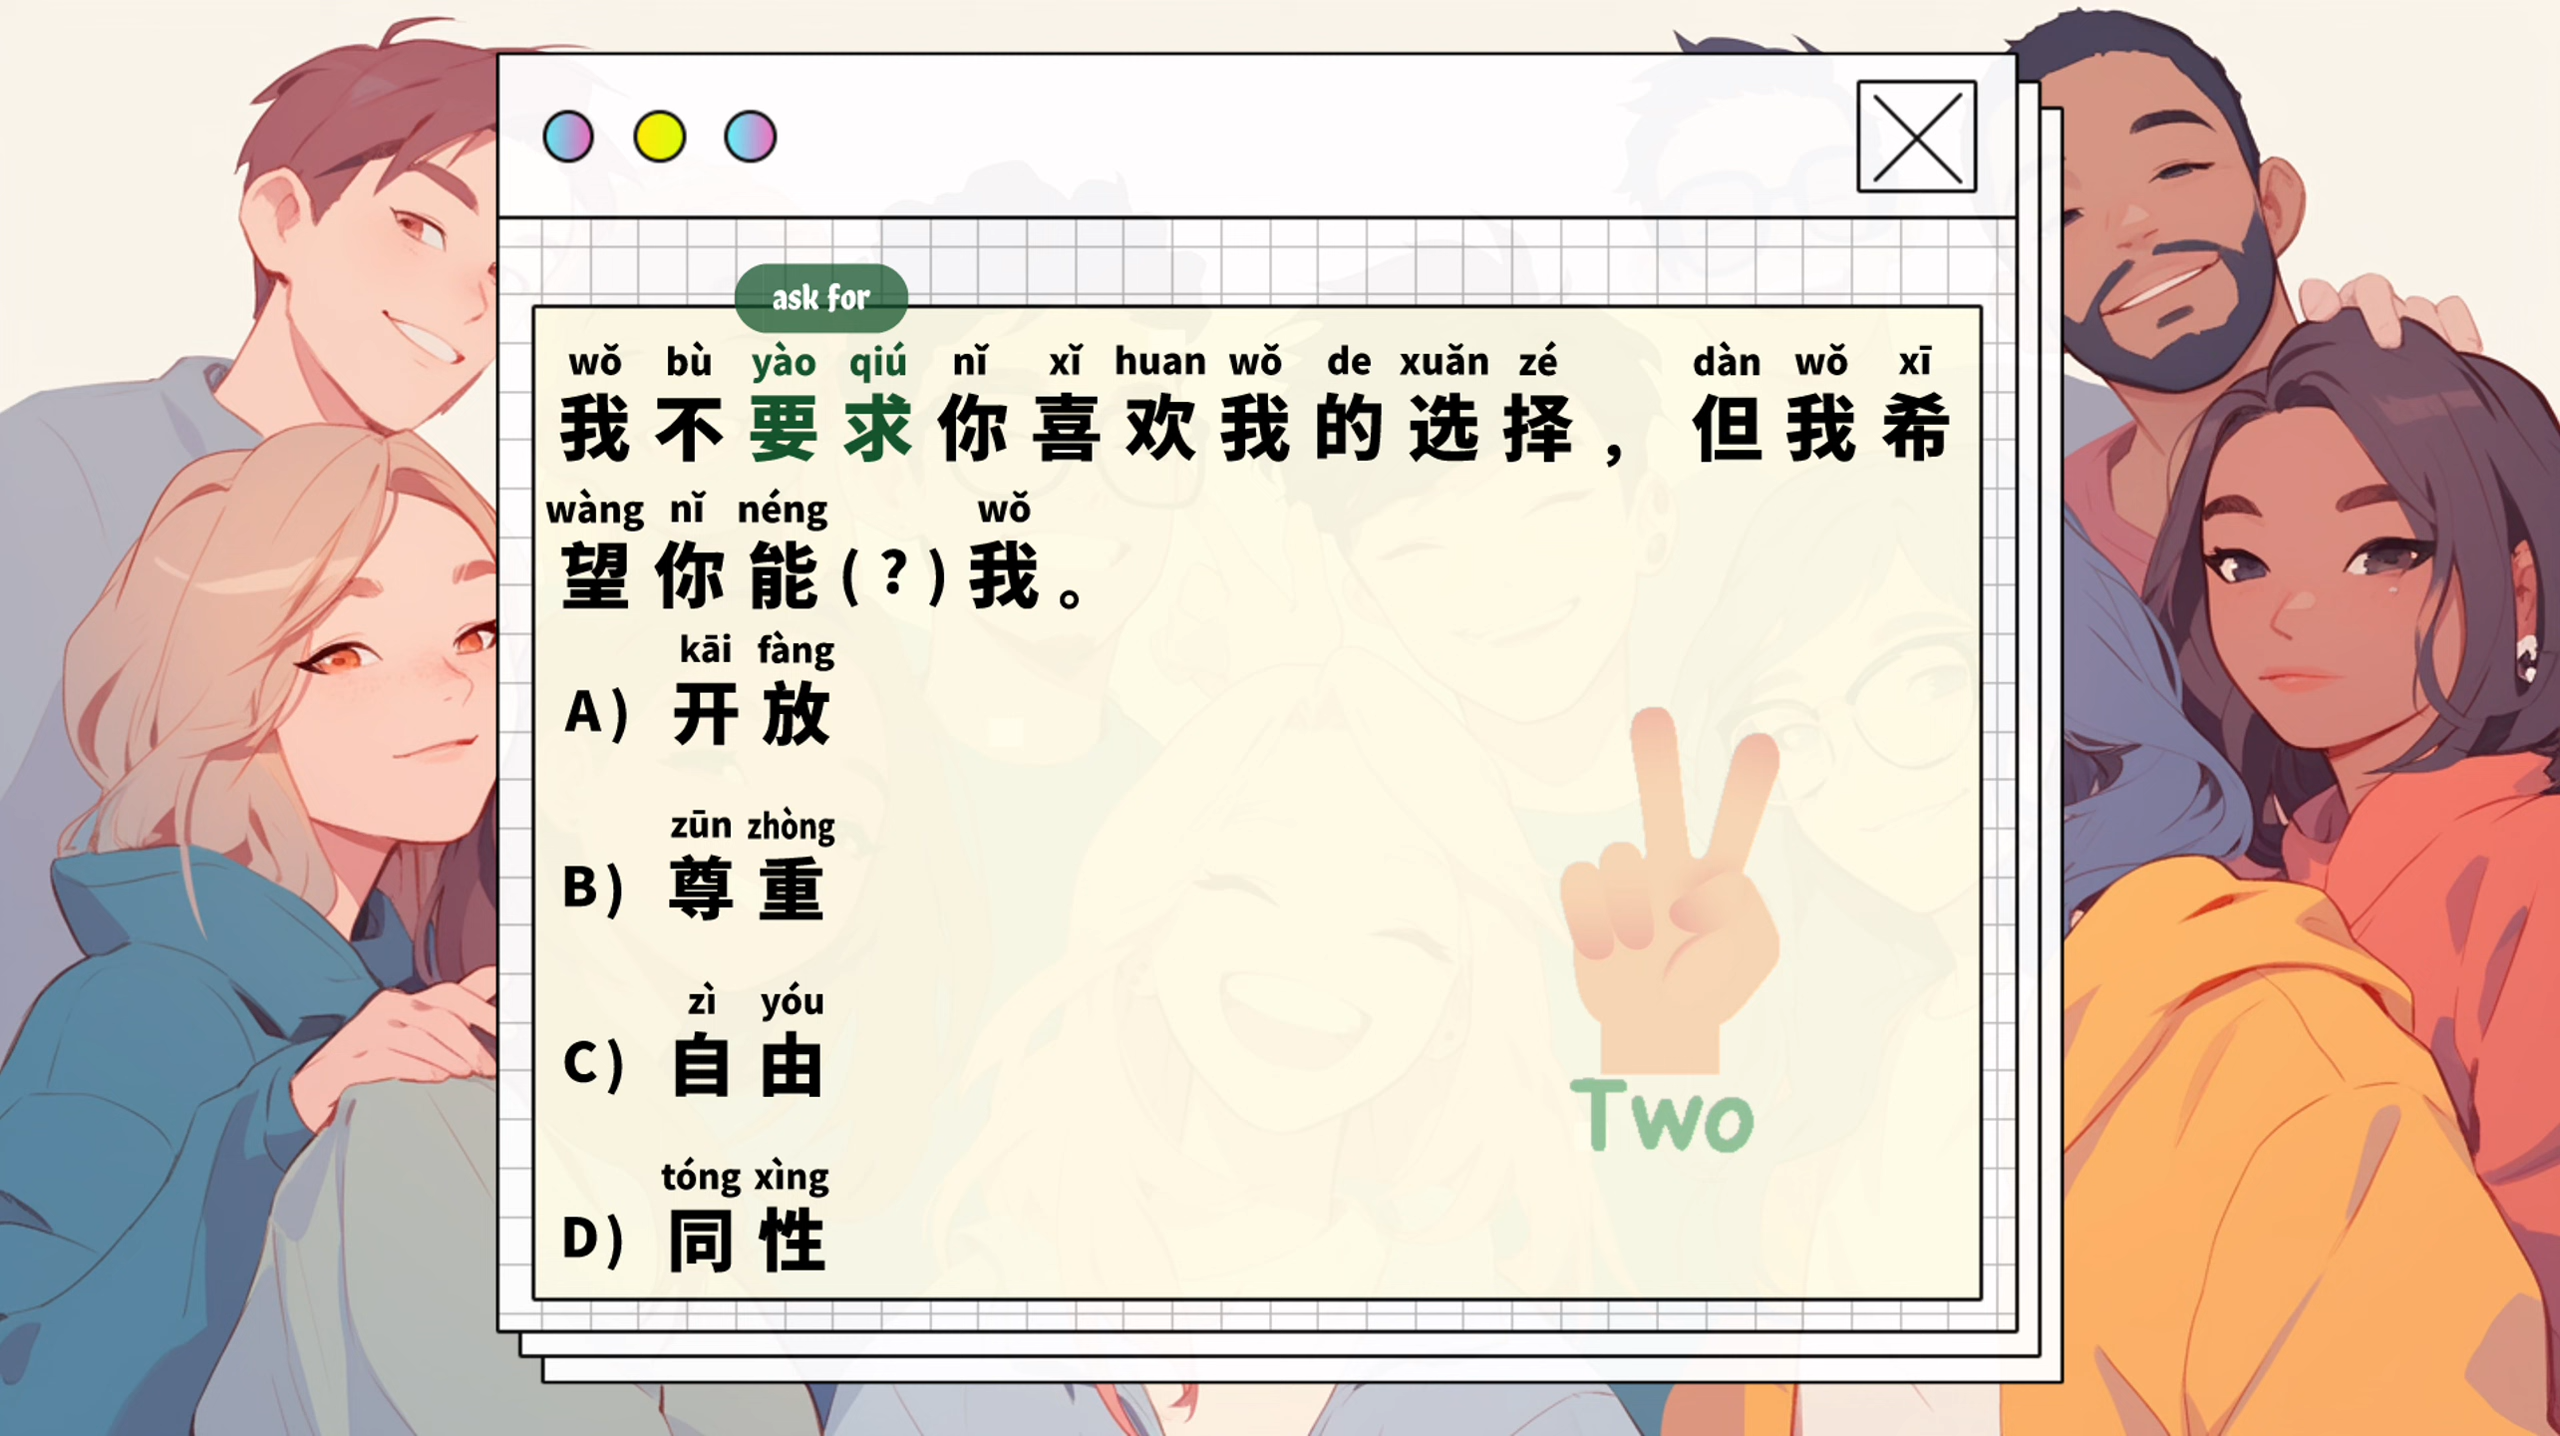 ask for
wǒ bù yào qiú nǐ xǐ huan wǒ de xuǎn zé dàn wǒ xī
我不要求你喜欢我的选择，但我希
wàng nǐ néng wǒ
望你能(?)我。
kāi fàng
A) 开放
zūn zhòng
B) 尊重
zì yóu
C) 自由
tóng xìng
D) 同性
Two